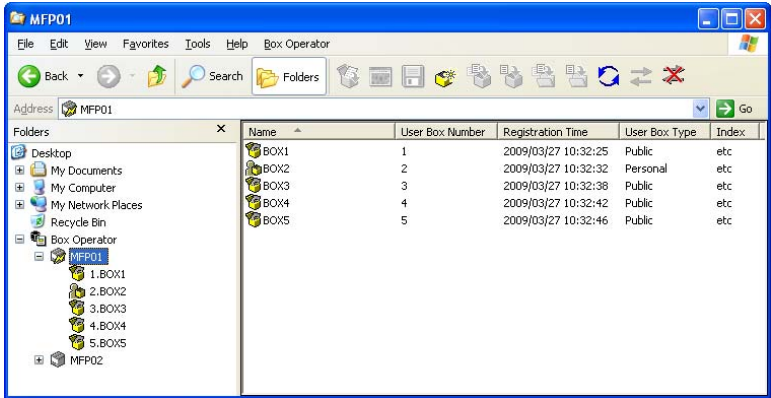 MFP01
File Edit View Favorites Tools Help Box Operator
Back Search Folders
Address MFP01 Go
Folders x
Desktop
My Documents
My Computer
My Network Places
Recycle Bin
Box Operator
MFP01
1.BOX1
2.BOX2
3.BOX3
4.BOX4
5.BOX5
MFP02
Name User Box Number Registration Time User Box Type Index
BOX1 1 2009/03/27 10:32:25 Public etc
BOX2 2 2009/03/27 10:32:32 Personal etc
BOX3 3 2009/03/27 10:32:38 Public etc
BOX4 4 2009/03/27 10:32:42 Public etc
BOX5 5 2009/03/27 10:32:46 Public etc